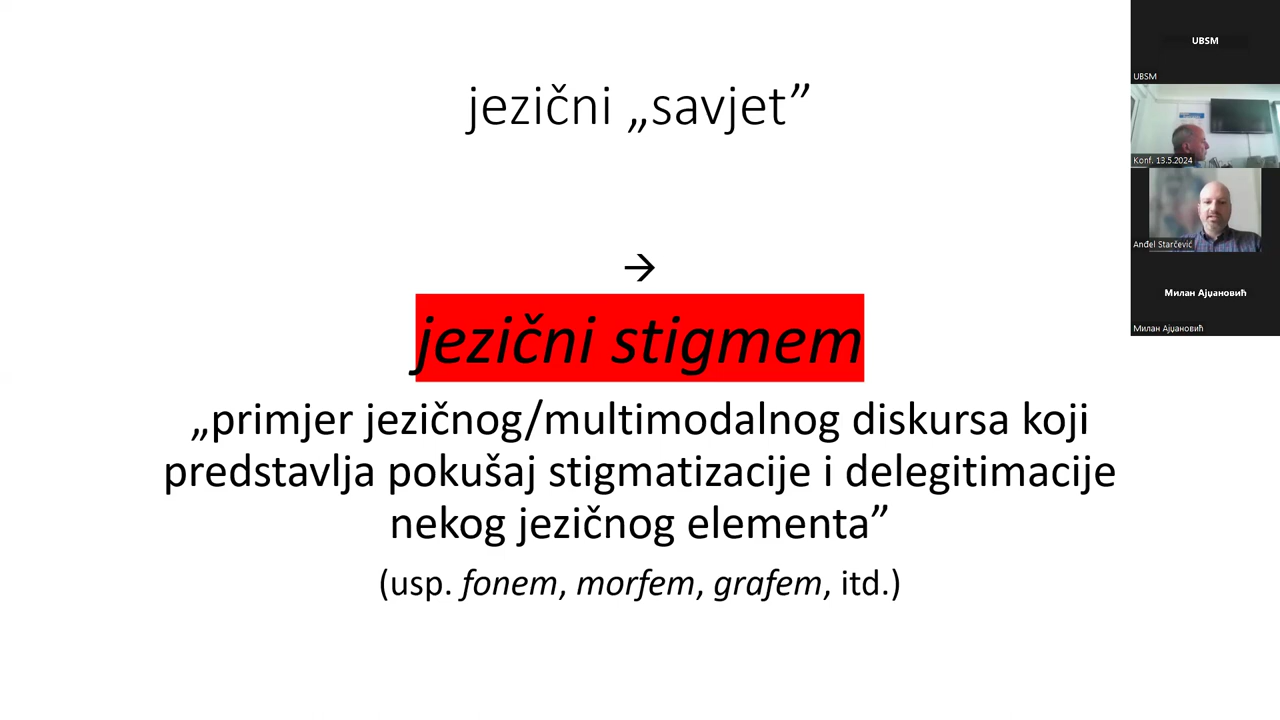 jezični „savjet”
→
jezični stigmem
„primjer jezičnog/multimodalnog diskursa koji
predstavlja pokušaj stigmatizacije i delegitimacije
nekog jezičnog elementa”
(usp. fonem, morfem, grafem, itd.)
UBSM
UBSM
Konf. 13.5.2024
Anđel Starčević
Милан Ајџановић
Милан Ајџановић